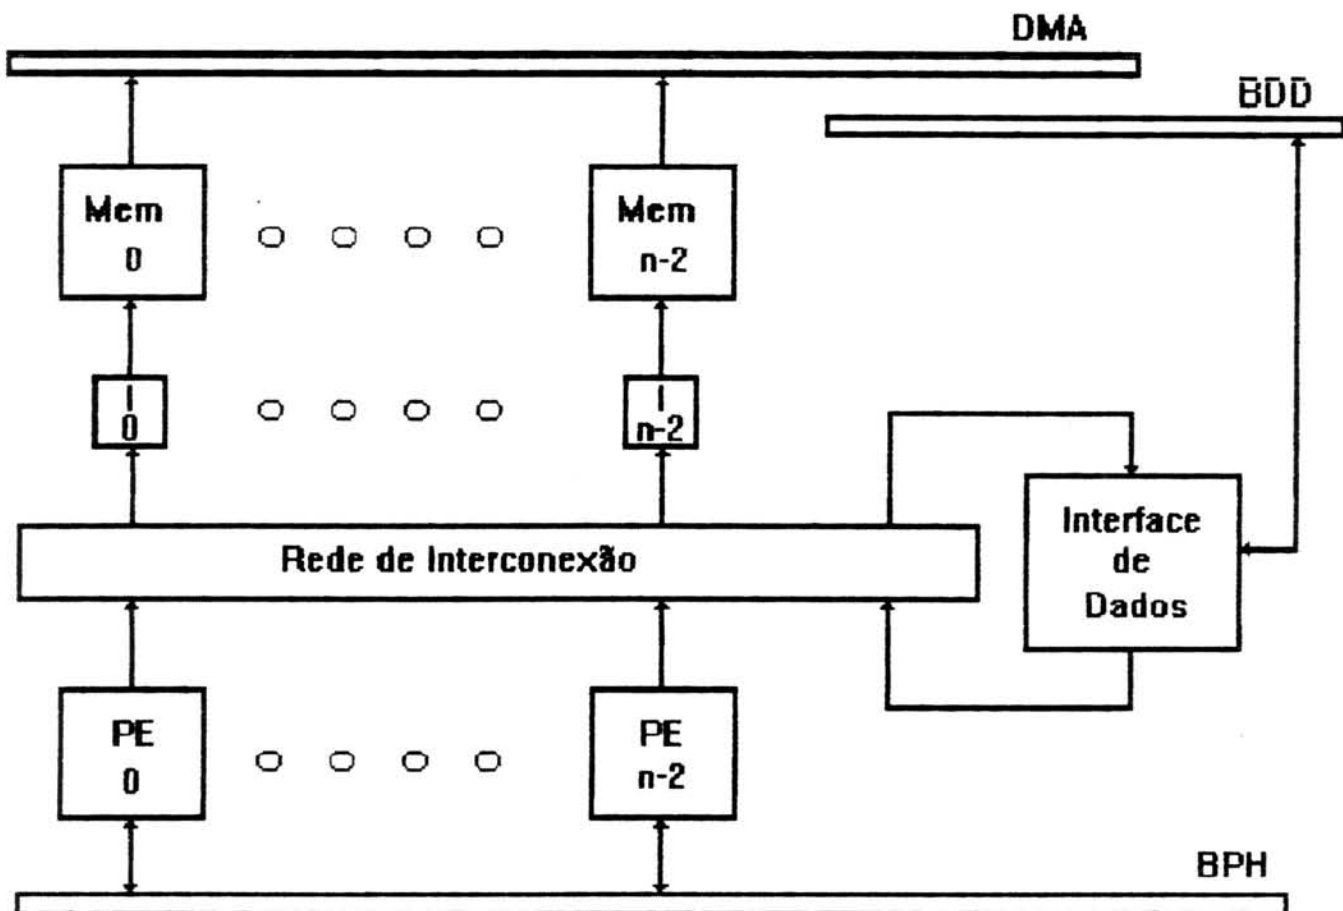 DMA
BDD
Mem
0
Mem
n-2
I
0
I
n-2
Rede de Interconexão
Interface
de
Dados
PE
0
PE
n-2
BPH